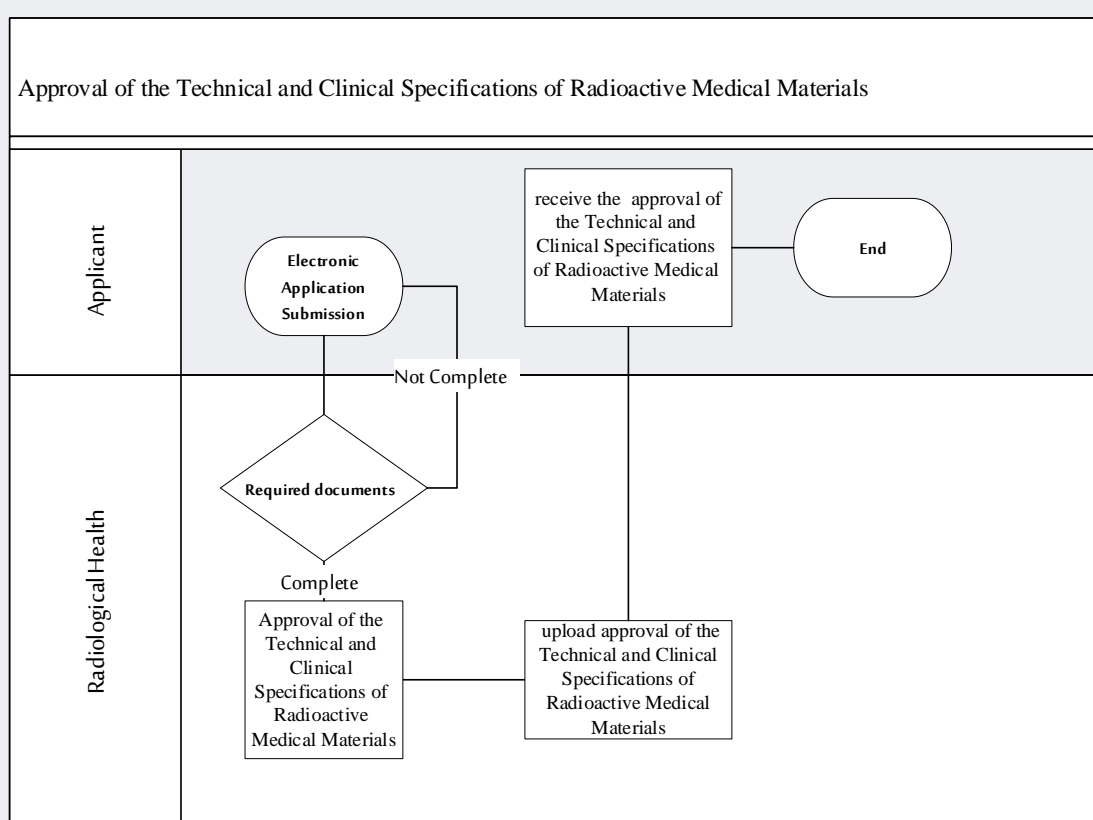 Approval of the Technical and Clinical Specifications of Radioactive Medical Materials
Applicant
Electronic
Application
Submission
receive the approval of
the Technical and
Clinical Specifications
of Radioactive Medical
Materials
End
Not Complete
Radiological Health
Required documents
Complete
Approval of the
Technical and
Clinical
Specifications of
Radioactive
Medical Materials
upload approval of the
Technical and Clinical
Specifications of
Radioactive Medical
Materials